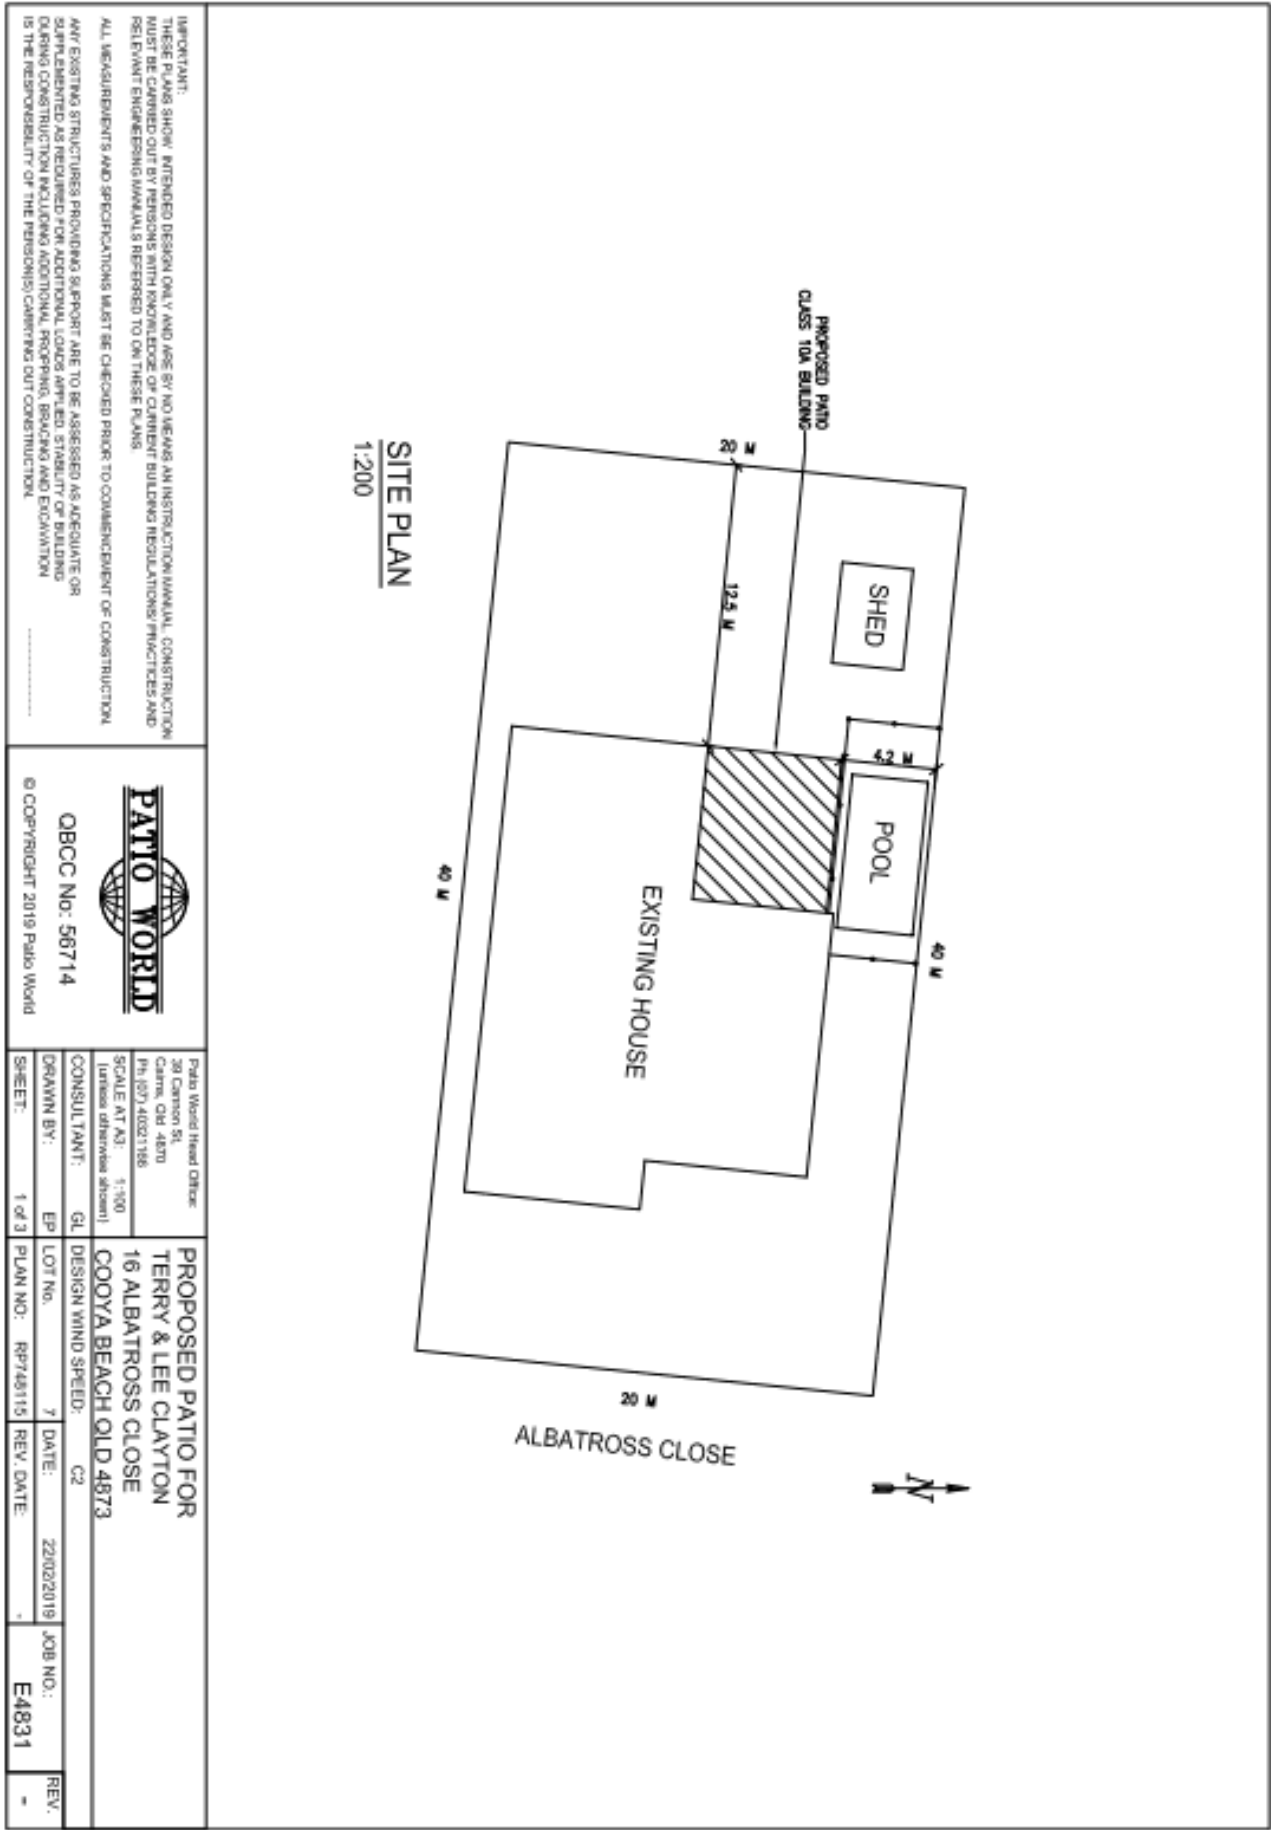 PROPOSED PATIO
CLASS 10A BUILDING
20 M
12.5 M
SHED
4.2 M
POOL
40 M
EXISTING HOUSE
40 M
20 M
ALBATROSS CLOSE
N
SITE PLAN
1:200
IMPORTANT:
THESE PLANS SHOW INTENDED DESIGN ONLY AND ARE BY NO MEANS AN INSTRUCTION MANUAL. CONSTRUCTION
MUST BE CARRIED OUT BY PERSONS WITH KNOWLEDGE OF CURRENT BUILDING REGULATIONS/ PRACTICES AND
RELEVANT ENGINEERING MANUALS REFERRED TO ON THESE PLANS.
ALL MEASUREMENTS AND SPECIFICATIONS MUST BE CHECKED PRIOR TO COMMENCEMENT OF CONSTRUCTION.
ANY EXISTING STRUCTURES PROVIDING SUPPORT ARE TO BE ASSESSED AS ADEQUATE OR
SUPPLEMENTED AS REQUIRED FOR ADDITIONAL LOADS APPLIED. STABILITY OF BUILDING
DURING CONSTRUCTION INCLUDING ADDITIONAL PROPPING, BRACING AND EXCAVATION
IS THE RESPONSIBILITY OF THE PERSON(S) CARRYING OUT CONSTRUCTION.
PATIO WORLD
QBCC No: 56714
© COPYRIGHT 2019 Patio World
Patio World Head Office:
39 Cannon St,
Cairns, Qld 4870
Ph (07) 40321166
SCALE AT A3: 1:100
(unless otherwise shown)
CONSULTANT: GL
DRAWN BY: EP
SHEET: 1 of 3
PROPOSED PATIO FOR
TERRY & LEE CLAYTON
16 ALBATROSS CLOSE
COOYA BEACH QLD 4873
DESIGN WIND SPEED: C2
LOT No. 7
DATE: 22/02/2019
PLAN NO: RP748115
REV. DATE: -
JOB NO.:
E4831
REV.
-